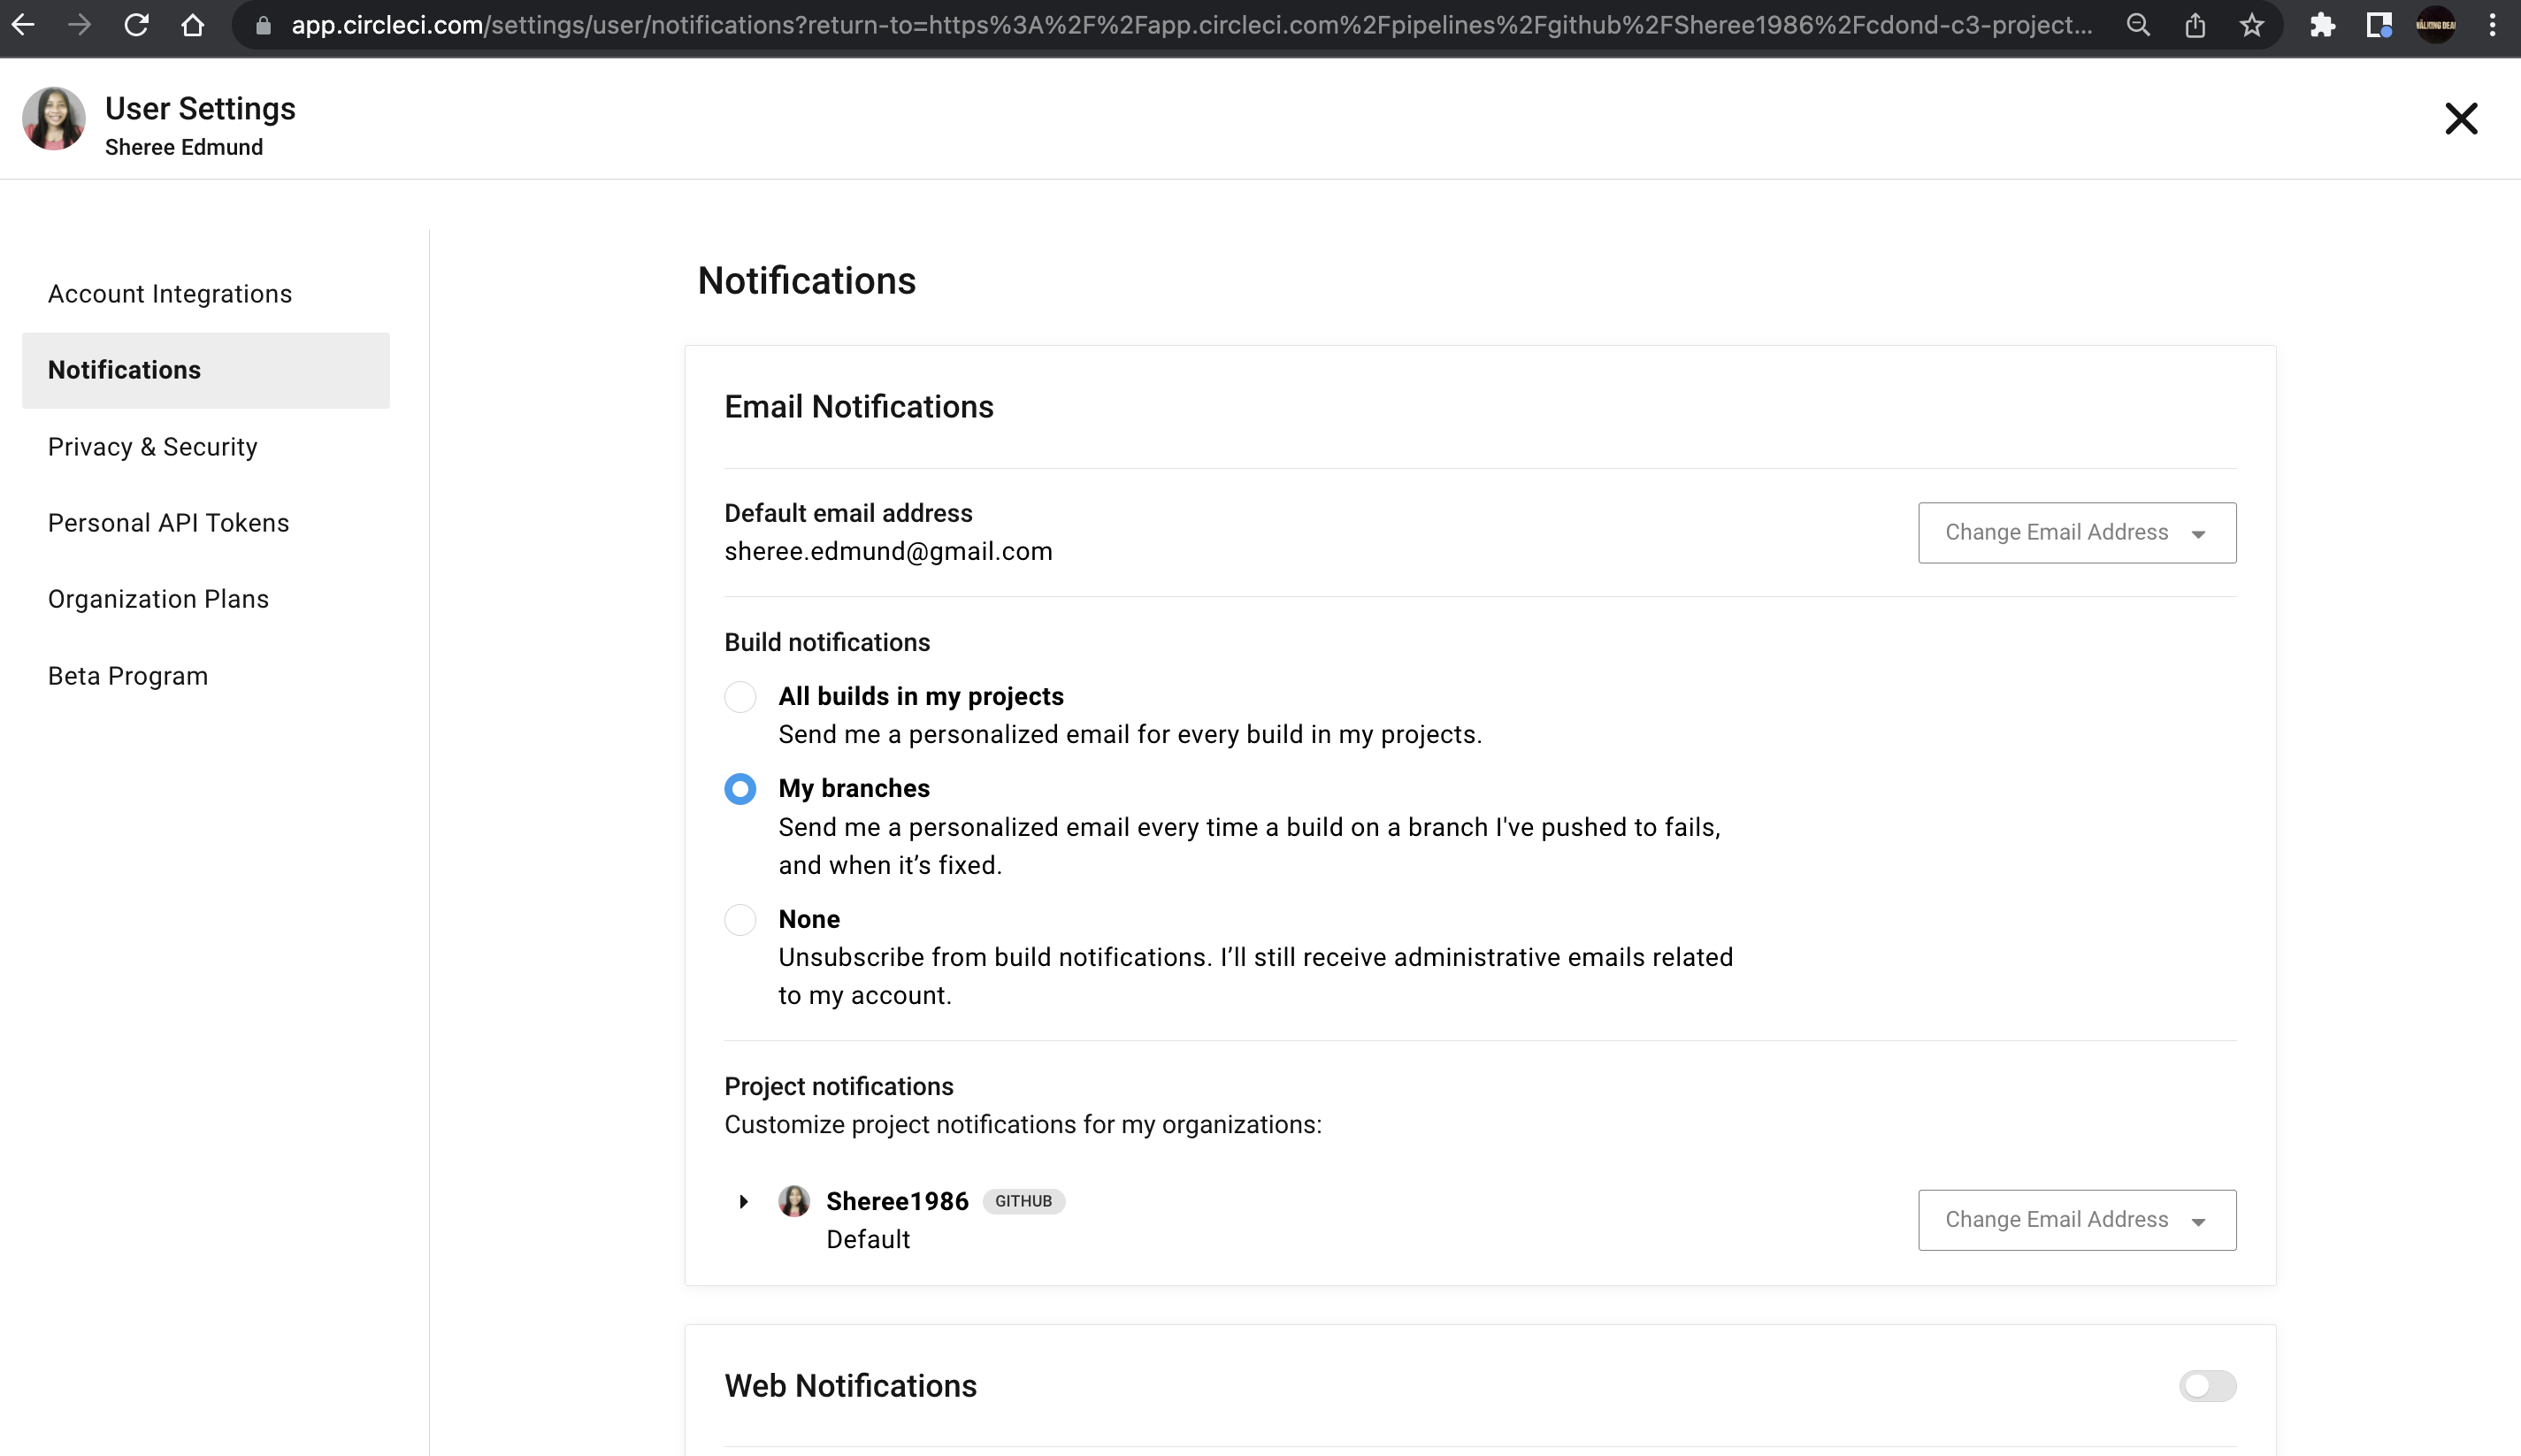 app.circleci.com/settings/user/notifications?return-to=https%3A%2F%2Fapp.circleci.com%2Fpipelines%2Fgithub%2FSheree1986%2Fcdond-c3-project...
User Settings
Sheree Edmund
Account Integrations
Notifications
Privacy & Security
Personal API Tokens
Organization Plans
Beta Program
Notifications
Email Notifications
Default email address
sheree.edmund@gmail.com
Change Email Address
Build notifications
All builds in my projects
Send me a personalized email for every build in my projects.
My branches
Send me a personalized email every time a build on a branch I've pushed to fails,
and when it’s fixed.
None
Unsubscribe from build notifications. I’ll still receive administrative emails related
to my account.
Project notifications
Customize project notifications for my organizations:
Sheree1986 GITHUB
Default
Change Email Address
Web Notifications